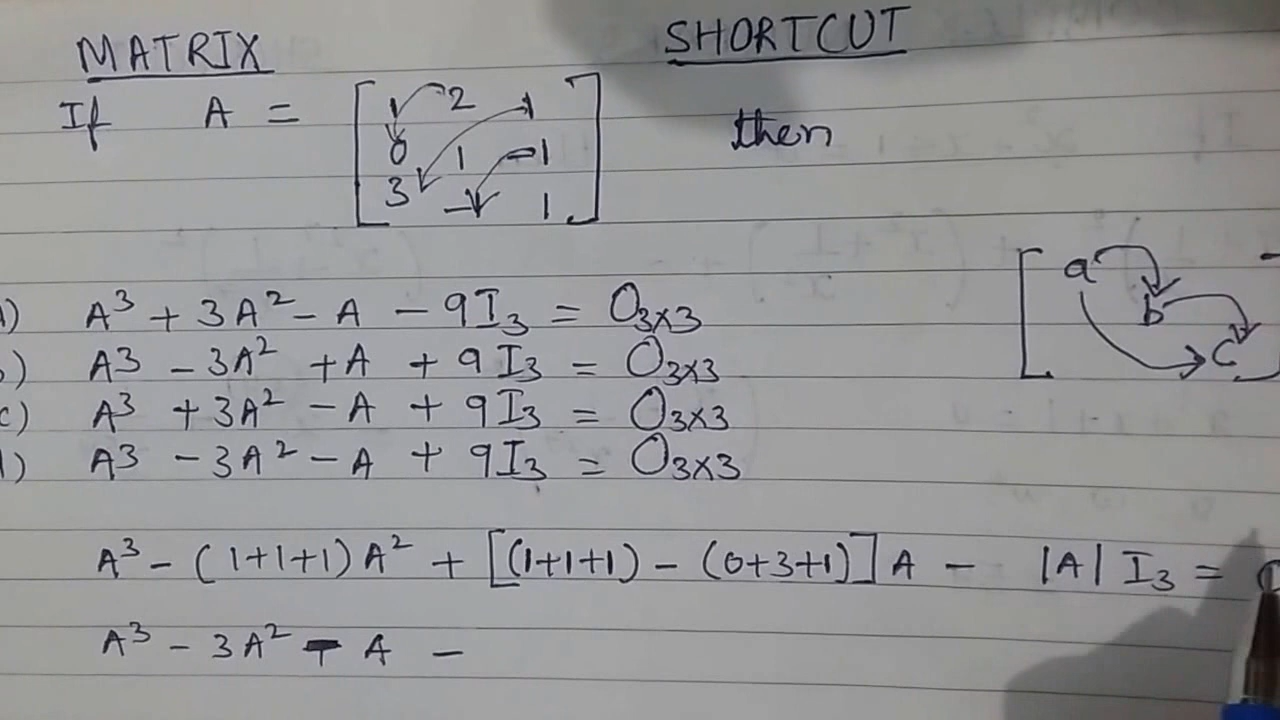 MATRIX SHORTCUT
If A = [ 1 2 1 then
0 1 -1
3 - 1 ]
[ a
b
c ]
) A³ + 3A² - A - 9I₃ = O₃ₓ₃
) A³ - 3A² + A + 9I₃ = O₃ₓ₃
c) A³ + 3A² - A + 9I₃ = O₃ₓ₃
) A³ - 3A² - A + 9I₃ = O₃ₓ₃
A³ - (1+1+1)A² + [(1+1+1) - (0+3+1)]A - |A| I₃ =
A³ - 3A² - A -